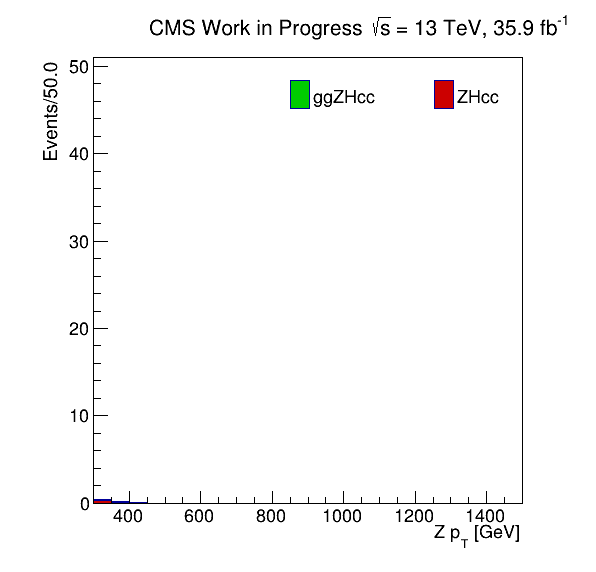 CMS Work in Progress √s = 13 TeV, 35.9 fb⁻¹
Events/50.0
50
40
30
20
10
0
ggZHcc
ZHcc
400 600 800 1000 1200 1400
Z p_T [GeV]